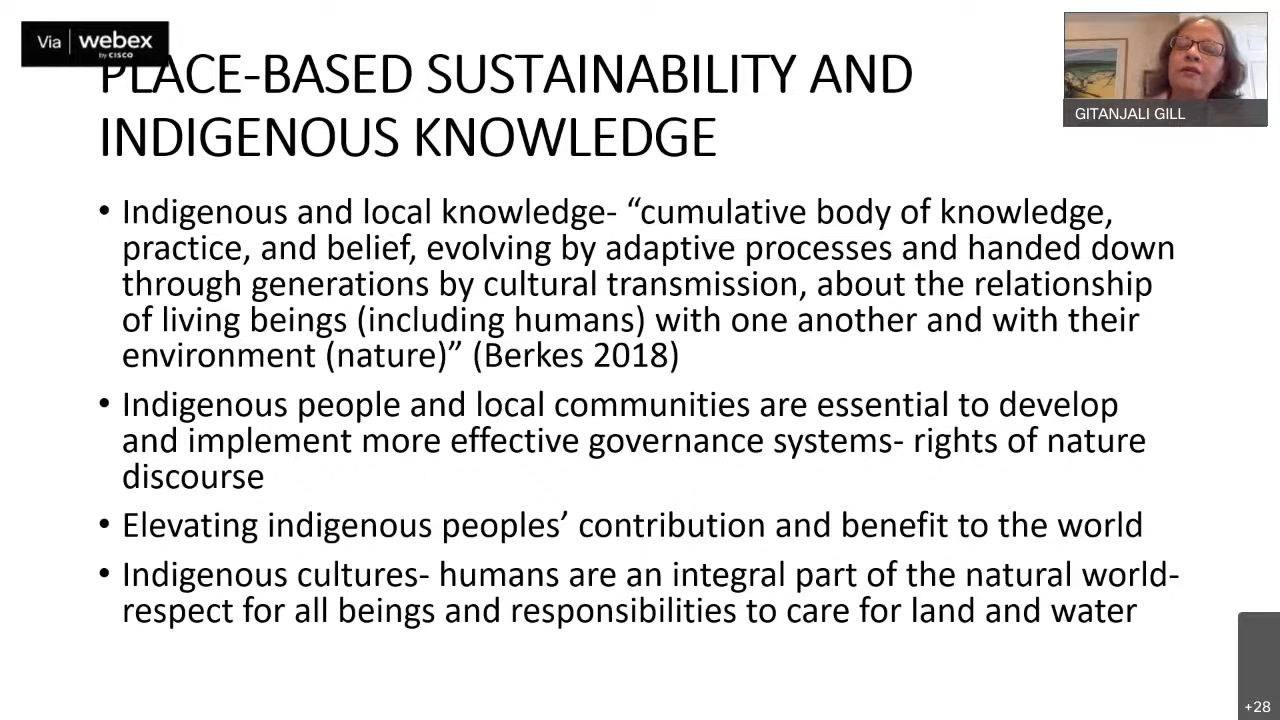 Via webex
by CISCO
PLACE-BASED SUSTAINABILITY AND
INDIGENOUS KNOWLEDGE
GITANJALI GILL
• Indigenous and local knowledge- “cumulative body of knowledge,
practice, and belief, evolving by adaptive processes and handed down
through generations by cultural transmission, about the relationship
of living beings (including humans) with one another and with their
environment (nature)” (Berkes 2018)
• Indigenous people and local communities are essential to develop
and implement more effective governance systems- rights of nature
discourse
• Elevating indigenous peoples’ contribution and benefit to the world
• Indigenous cultures- humans are an integral part of the natural world-
respect for all beings and responsibilities to care for land and water
+28